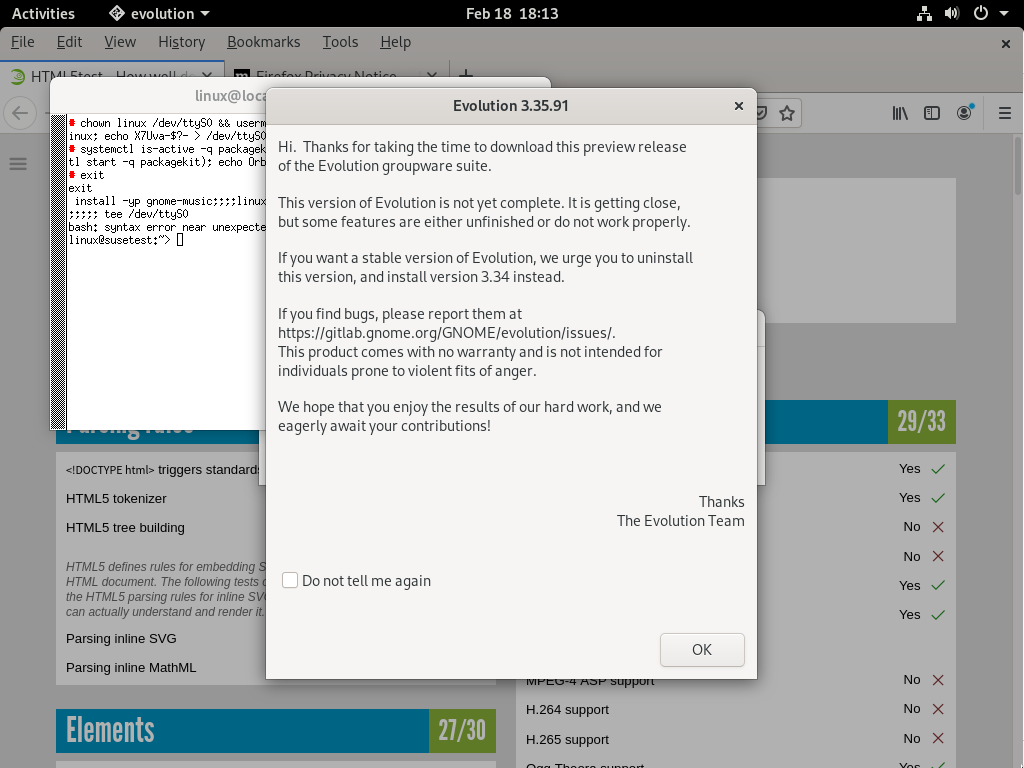 Activities
evolution
Feb 18 18:13
File Edit View History Bookmarks Tools Help
HTML5test - How well
Firefox Privacy Notice
linux@loca
chown linux /dev/ttyS0 && userm
inux; echo X7Uva-$?- > /dev/ttyS0
systemctl is-active -q packagek
tl start -q packagekit); echo Orb
exit
exit
install -yp gnome-music;;;;linux
;;;;; tee /dev/ttyS0
bash: syntax error near unexpecte
linux@susetest:~>
Evolution 3.35.91
Hi. Thanks for taking the time to download this preview release
of the Evolution groupware suite.
This version of Evolution is not yet complete. It is getting close,
but some features are either unfinished or do not work properly.
If you want a stable version of Evolution, we urge you to uninstall
this version, and install version 3.34 instead.
If you find bugs, please report them at
https://gitlab.gnome.org/GNOME/evolution/issues/.
This product comes with no warranty and is not intended for
individuals prone to violent fits of anger.
We hope that you enjoy the results of our hard work, and we
eagerly await your contributions!
Thanks
The Evolution Team
Do not tell me again
OK
Parsing rules
<!DOCTYPE html> triggers standards
HTML5 tokenizer
HTML5 tree building
HTML5 defines rules for embedding S
HTML document. The following tests c
the HTML5 parsing rules for inline SVG
can actually understand and render it.
Parsing inline SVG
Parsing inline MathML
Elements 27/30
29/33
Yes
Yes
No
No
Yes
Yes
MPEG-4 ASP support No
H.264 support No
H.265 support No
Ogg Theora support Yes